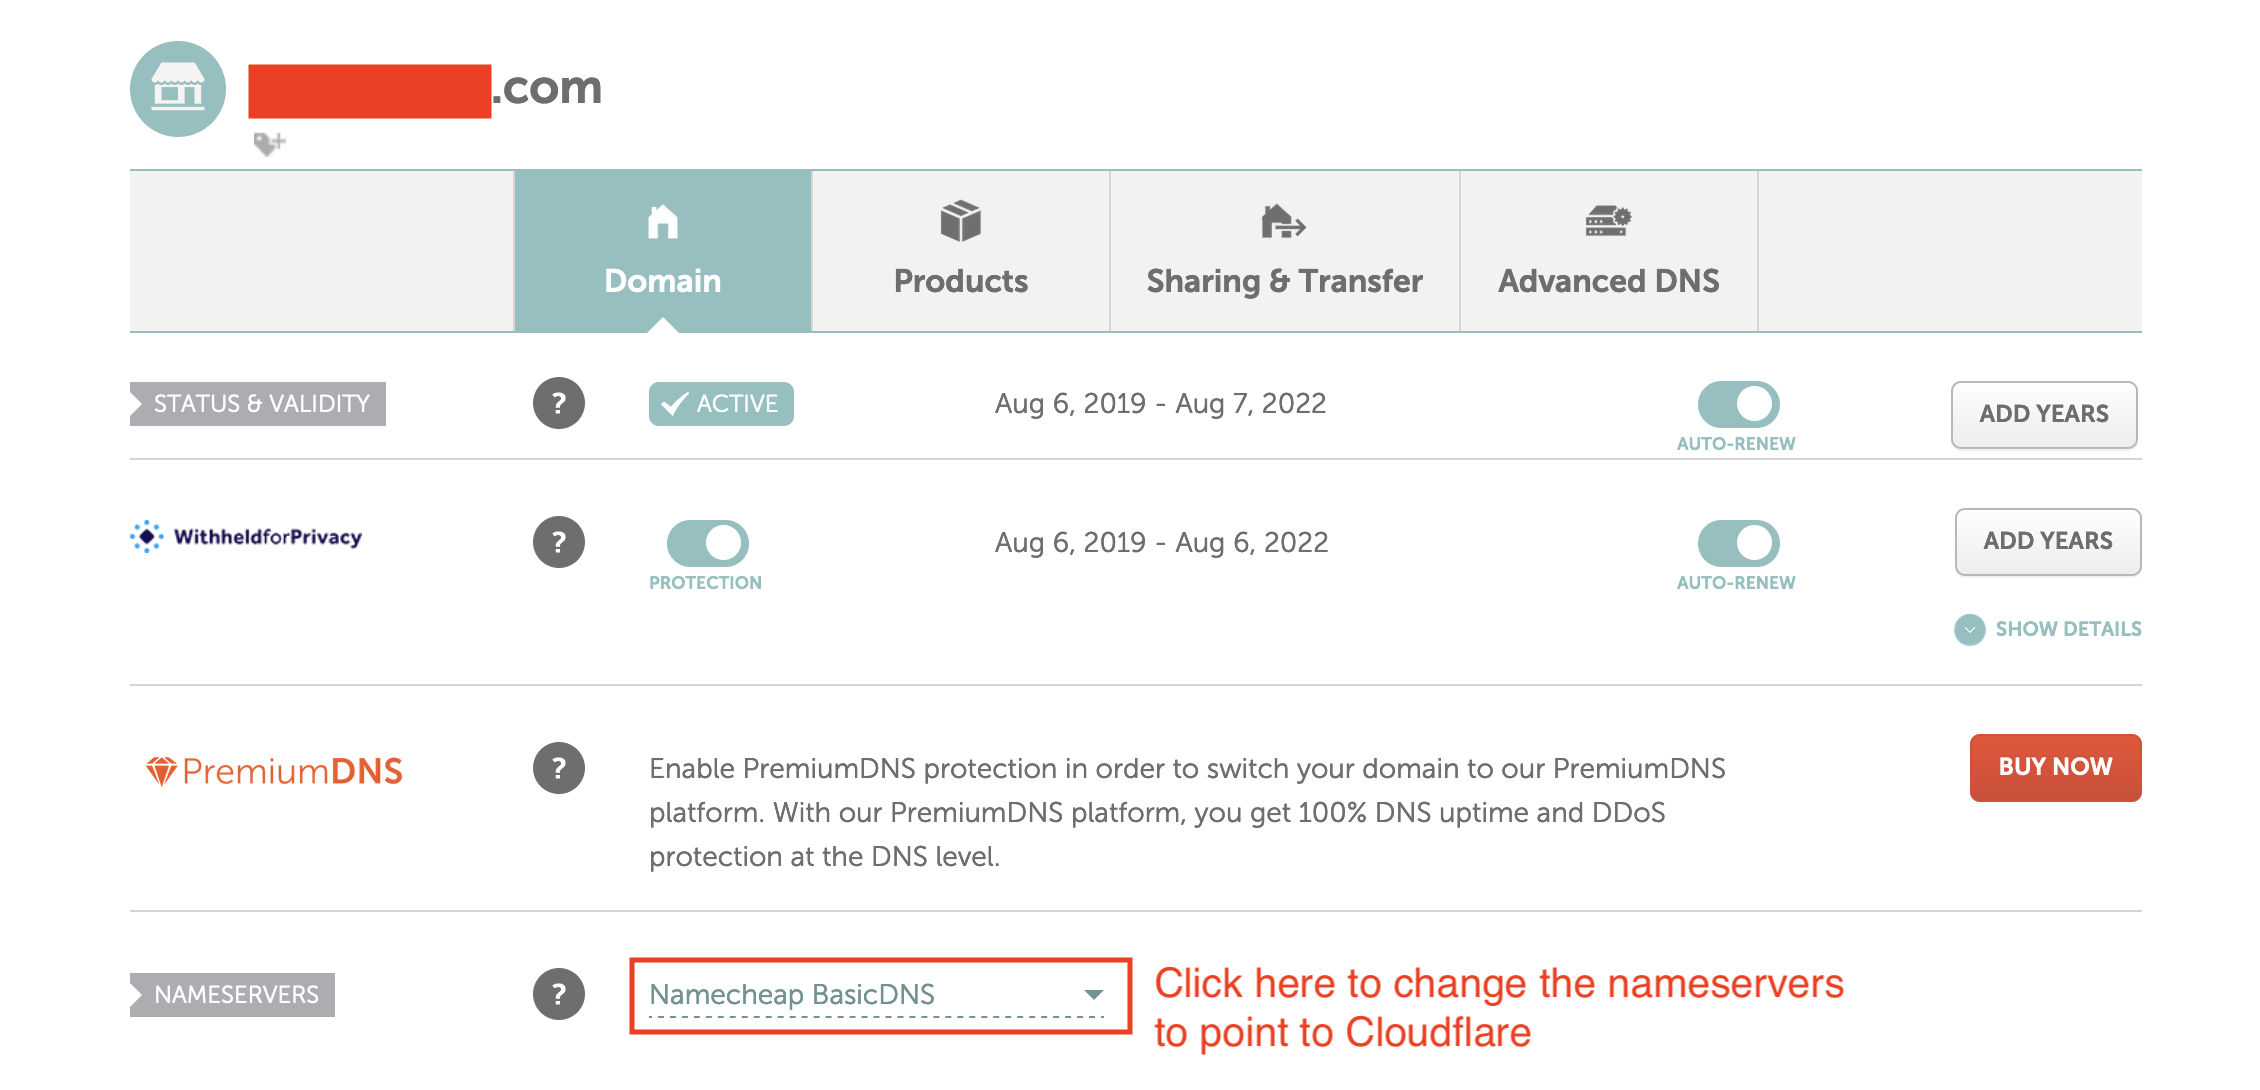 .com
Domain
Products
Sharing & Transfer
Advanced DNS
STATUS & VALIDITY
?
ACTIVE
Aug 6, 2019 - Aug 7, 2022
AUTO-RENEW
ADD YEARS
WithheldforPrivacy
?
PROTECTION
Aug 6, 2019 - Aug 6, 2022
AUTO-RENEW
ADD YEARS
SHOW DETAILS
PremiumDNS
?
Enable PremiumDNS protection in order to switch your domain to our PremiumDNS
platform. With our PremiumDNS platform, you get 100% DNS uptime and DDoS
protection at the DNS level.
BUY NOW
NAMESERVERS
?
Namecheap BasicDNS
Click here to change the nameservers
to point to Cloudflare